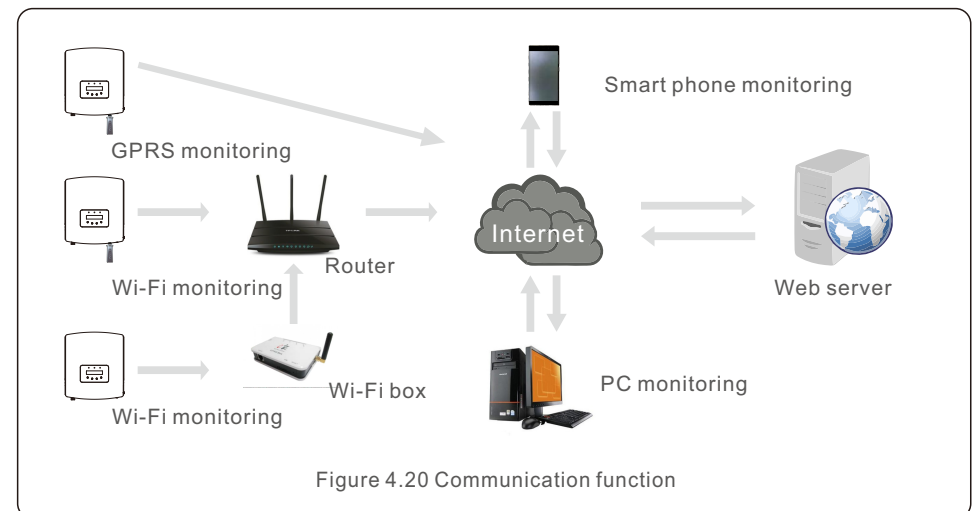 Smart phone monitoring
GPRS monitoring
Internet
Router
Wi-Fi monitoring
Web server
Wi-Fi box
PC monitoring
Wi-Fi monitoring
Figure 4.20 Communication function